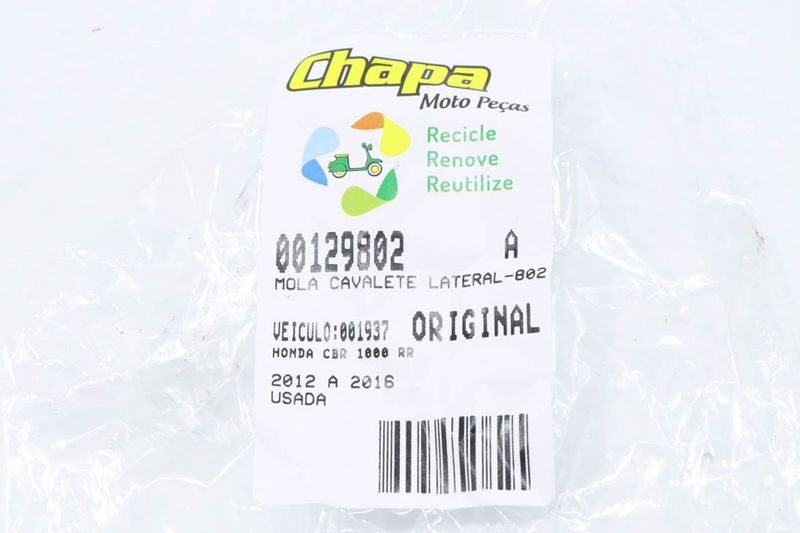 Chapa
Moto Peças
Recicle
Renove
Reutilize
00129802 A
MOLA CAVALETE LATERAL-802
VEICULO:001937 ORIGINAL
HONDA CBR 1000 RR
2012 A 2016
USADA